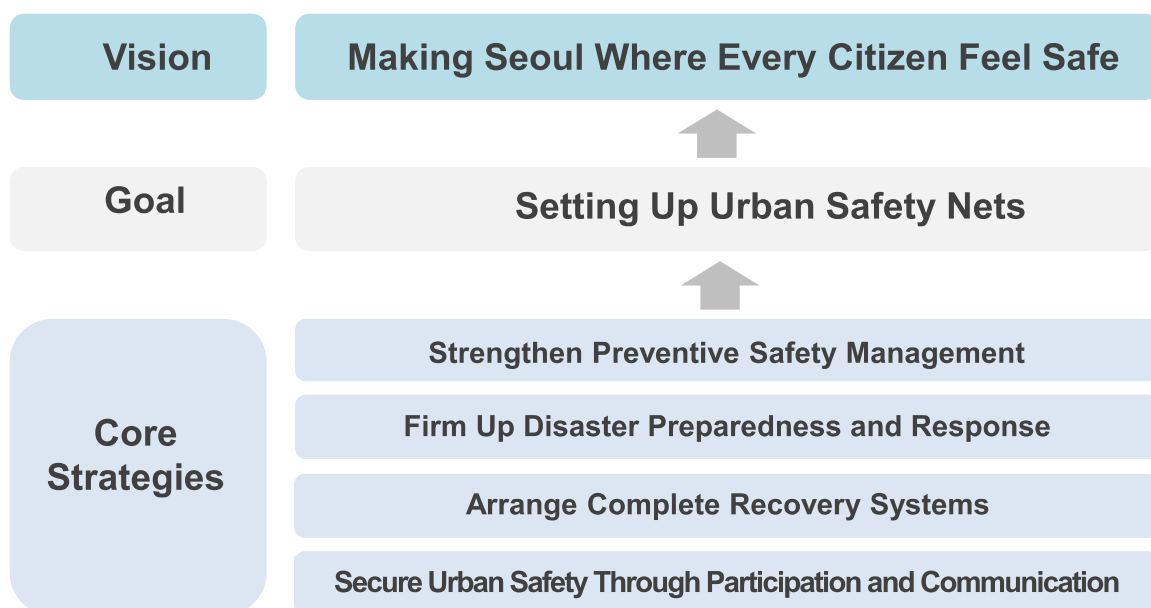 Vision
Making Seoul Where Every Citizen Feel Safe
Goal
Setting Up Urban Safety Nets
Core
Strategies
Strengthen Preventive Safety Management
Firm Up Disaster Preparedness and Response
Arrange Complete Recovery Systems
Secure Urban Safety Through Participation and Communication